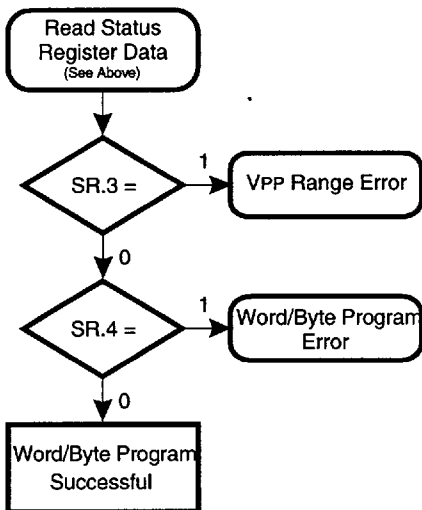 Read Status
Register Data
(See Above)
SR.3 =
1
VPP Range Error
0
SR.4 =
1
Word/Byte Program
Error
0
Word/Byte Program
Successful